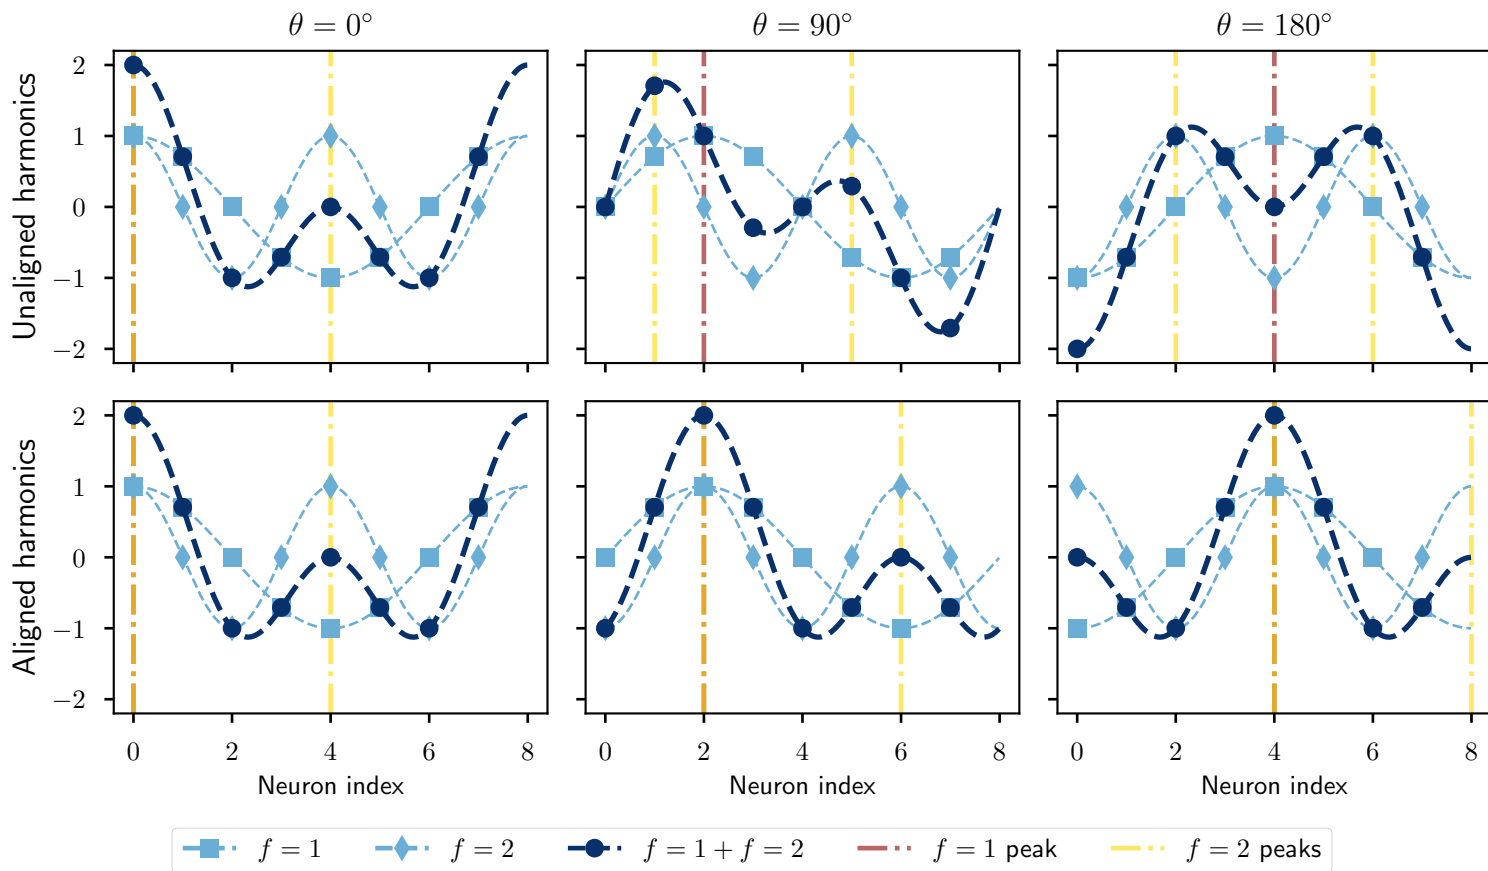 θ = 0°
θ = 90°
θ = 180°
Unaligned harmonics
2
1
0
−1
−2
Aligned harmonics
2
1
0
−1
−2
0 2 4 6 8
0 2 4 6 8
0 2 4 6 8
Neuron index
Neuron index
Neuron index
f = 1
f = 2
f = 1 + f = 2
f = 1 peak
f = 2 peaks